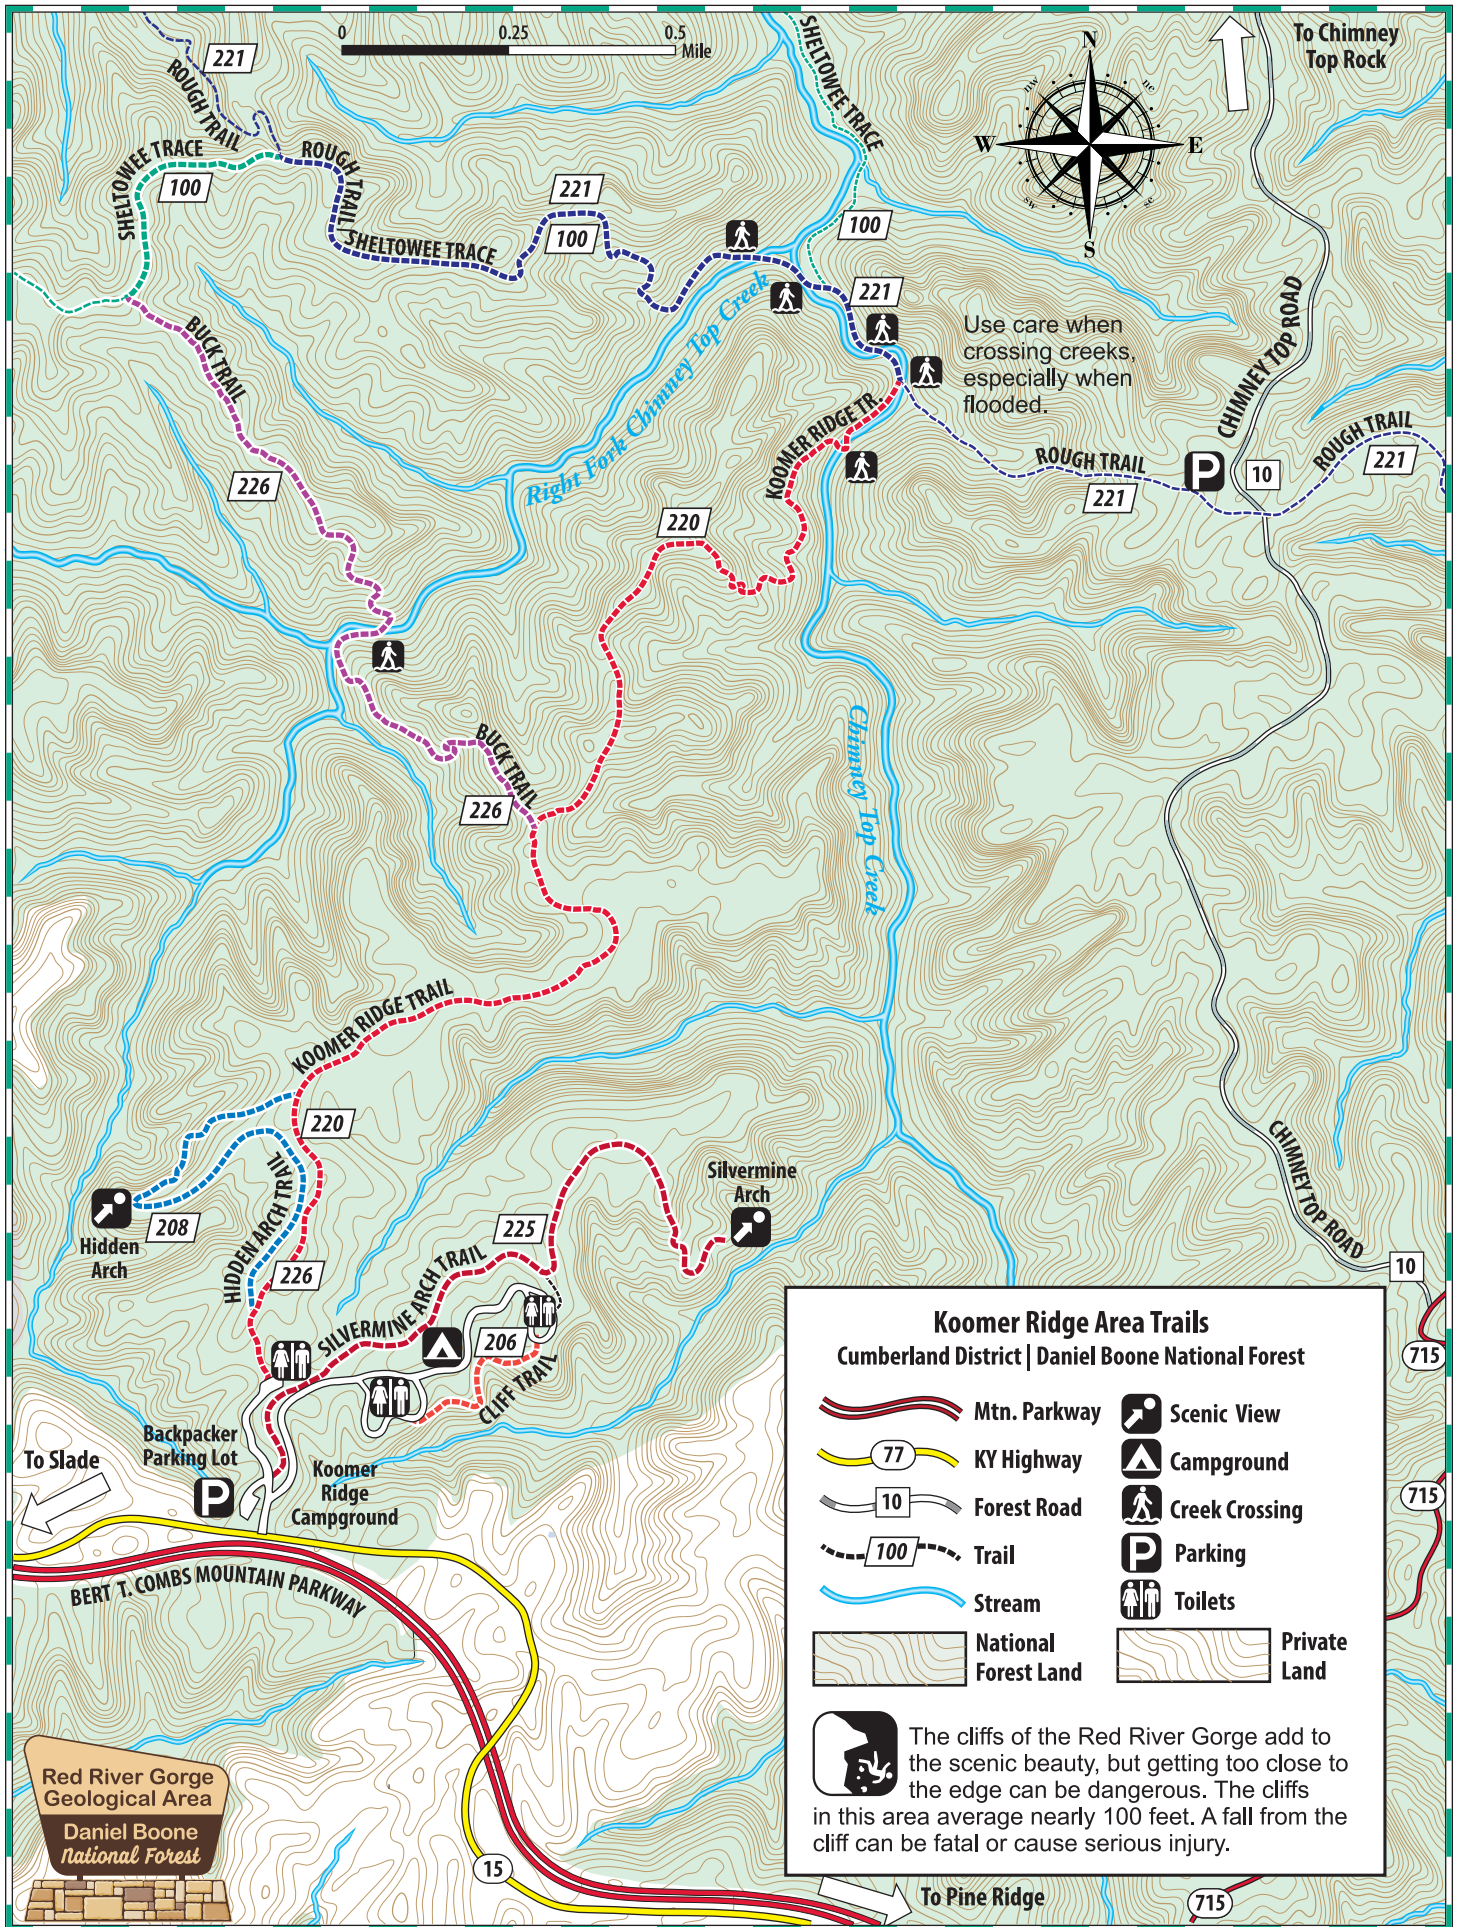 0
0.25
0.5
Mile
To Chimney
Top Rock
N
nw
ne
W
E
sw
se
S
221
ROUGH TRAIL
SHELTOWEE TRACE
100
ROUGH TRAIL
SHELTOWEE TRACE
221
100
SHELTOWEE TRACE
100
221
Use care when
crossing creeks,
especially when
flooded.
CHIMNEY TOP ROAD
BUCK TRAIL
226
Right Fork Chimney Top Creek
KOOMER RIDGE TR.
ROUGH TRAIL
221
P
10
ROUGH TRAIL
221
220
BUCK TRAIL
226
Chimney Top Creek
KOOMER RIDGE TRAIL
220
CHIMNEY TOP ROAD
10
Hidden
Arch
208
HIDDEN ARCH TRAIL
226
Silvermine
Arch
225
SILVERMINE ARCH TRAIL
206
CLIFF TRAIL
Backpacker
Parking Lot
P
To Slade
Koomer
Ridge
Campground
BERT T. COMBS MOUNTAIN PARKWAY
15
715
715
715
To Pine Ridge
Koomer Ridge Area Trails
Cumberland District | Daniel Boone National Forest
Mtn. Parkway
Scenic View
77
KY Highway
Campground
10
Forest Road
Creek Crossing
100
Trail
P
Parking
Stream
Toilets
National
Forest Land
Private
Land
The cliffs of the Red River Gorge add to
the scenic beauty, but getting too close to
the edge can be dangerous. The cliffs
in this area average nearly 100 feet. A fall from the
cliff can be fatal or cause serious injury.
Red River Gorge
Geological Area
Daniel Boone
National Forest